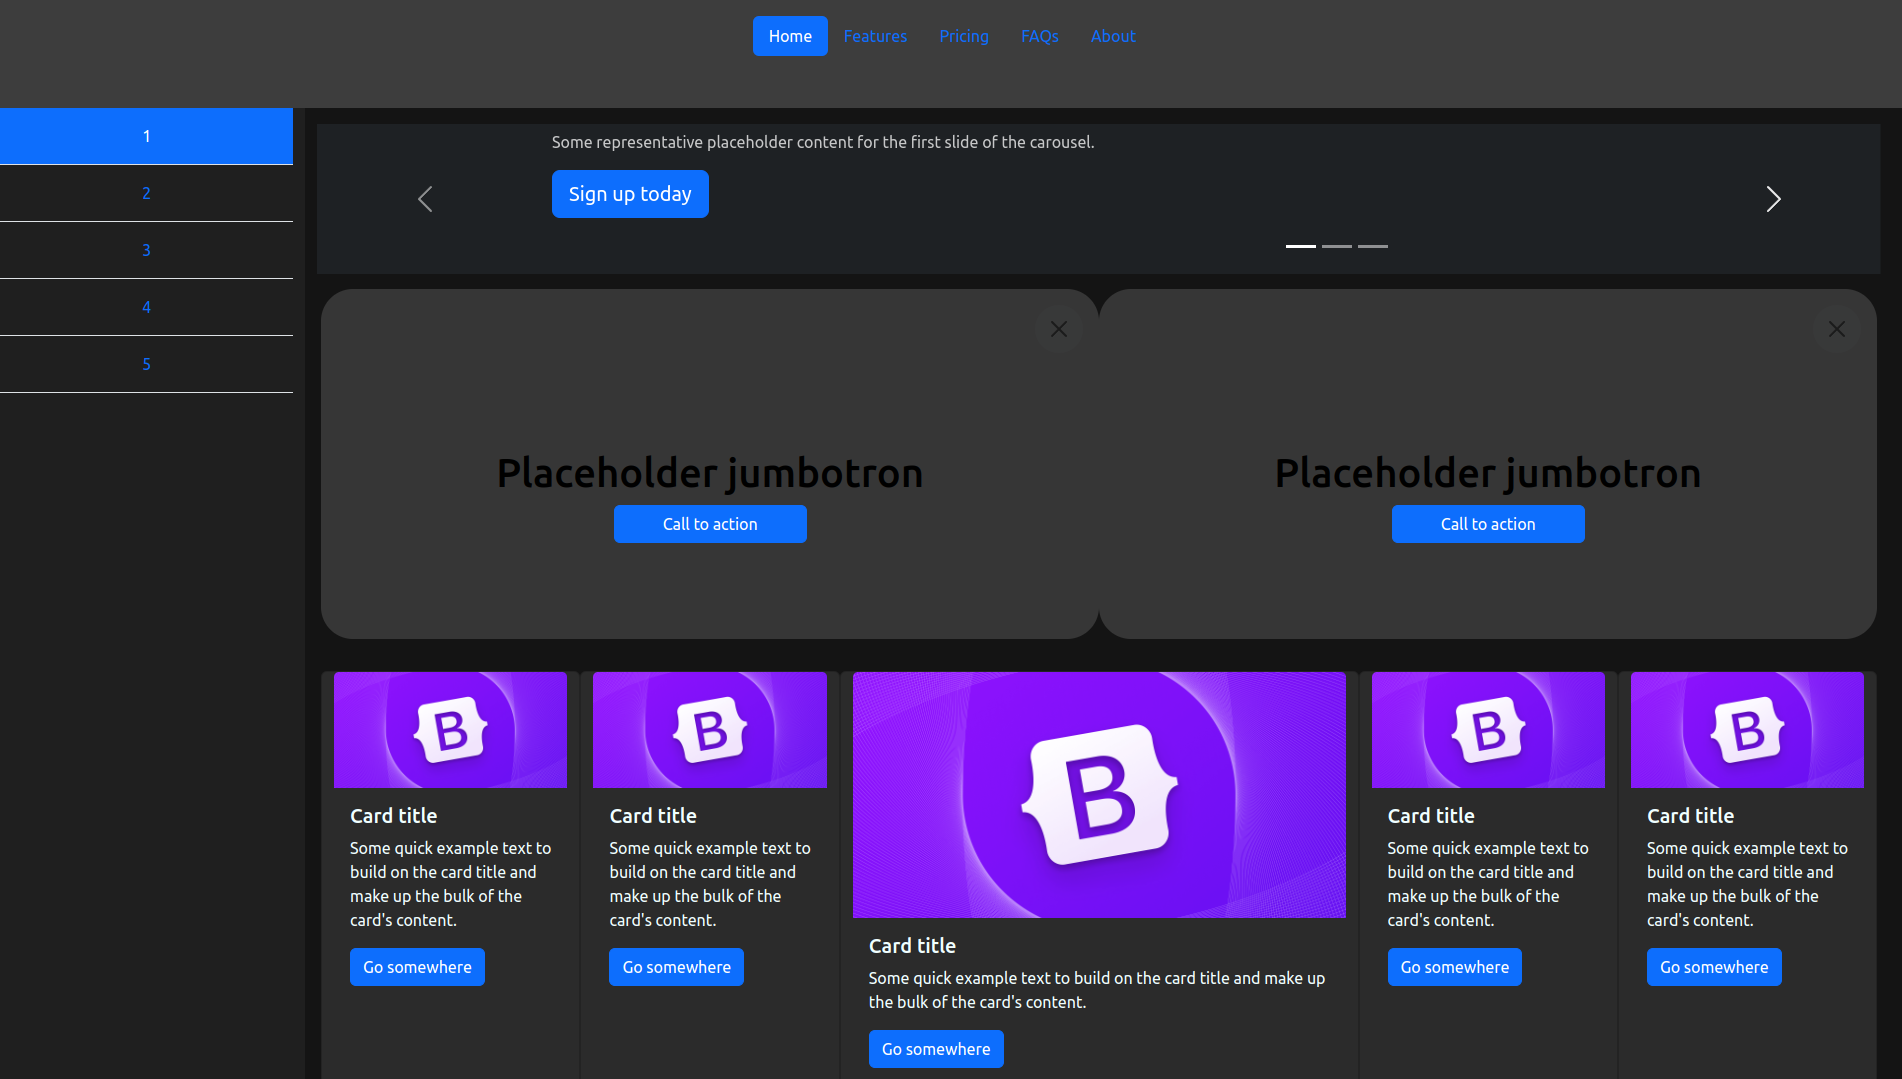 Home Features Pricing FAQs About
1
2
3
4
5
Some representative placeholder content for the first slide of the carousel.
Sign up today
Placeholder jumbotron
Call to action
Placeholder jumbotron
Call to action
B
Card title
Some quick example text to
build on the card title and
make up the bulk of the
card's content.
Go somewhere
B
Card title
Some quick example text to
build on the card title and
make up the bulk of the
card's content.
Go somewhere
B
Card title
Some quick example text to build on the card title and make up
the bulk of the card's content.
Go somewhere
B
Card title
Some quick example text to
build on the card title and
make up the bulk of the
card's content.
Go somewhere
B
Card title
Some quick example text to
build on the card title and
make up the bulk of the
card's content.
Go somewhere